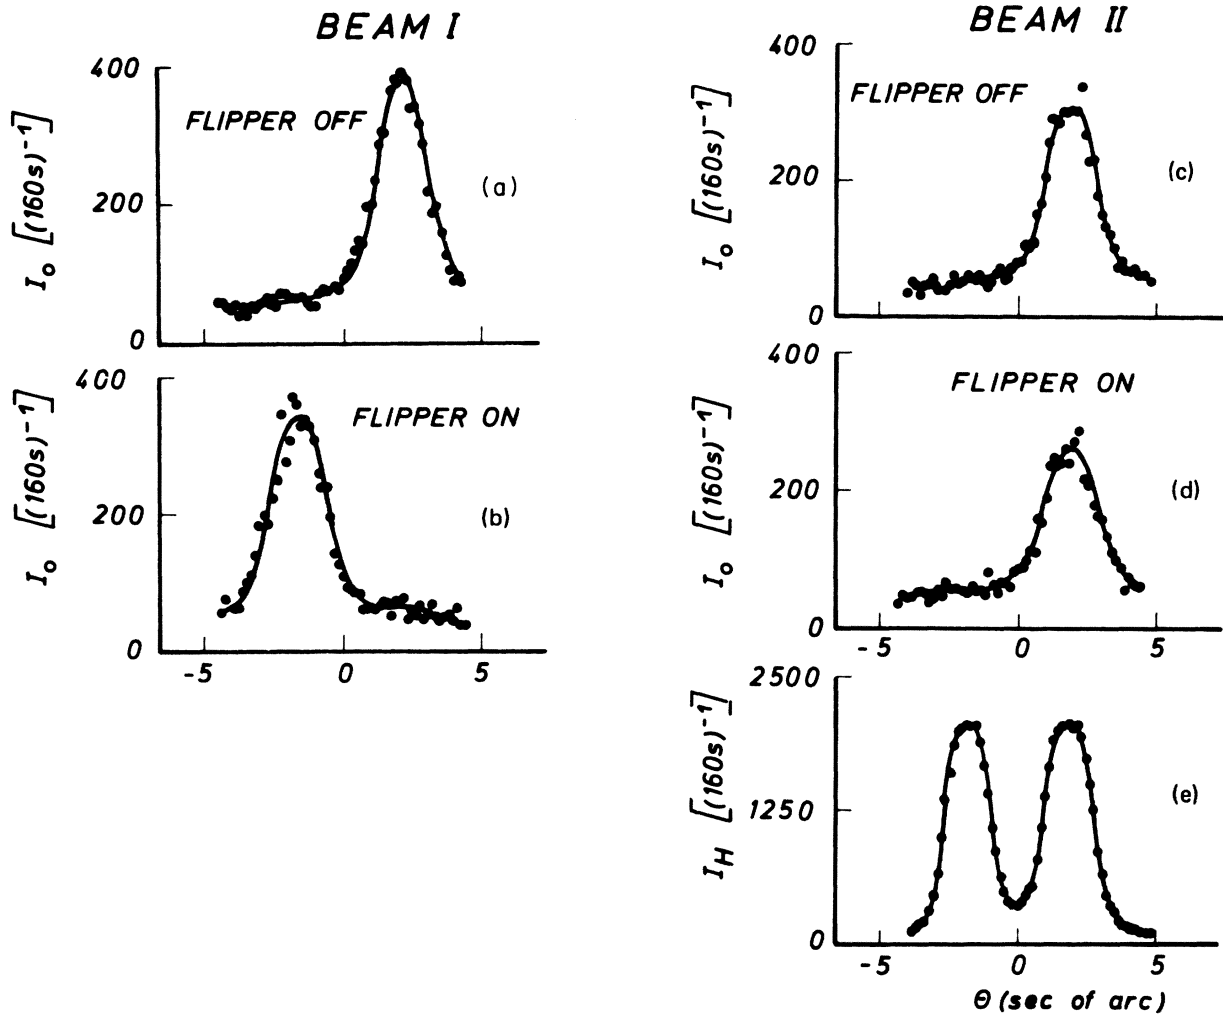 BEAM I
400
FLIPPER OFF
(a)
200
0
I₀ [(160s)⁻¹]
400
FLIPPER ON
200
(b)
0
I₀ [(160s)⁻¹]
-5 0 5
BEAM II
400
FLIPPER OFF
(c)
200
0
I₀ [(160s)⁻¹]
400
FLIPPER ON
200
(d)
0
I₀ [(160s)⁻¹]
-5 0 5
2500
1250
(e)
0
I_H [(160s)⁻¹]
-5 0 5
Θ (sec of arc)